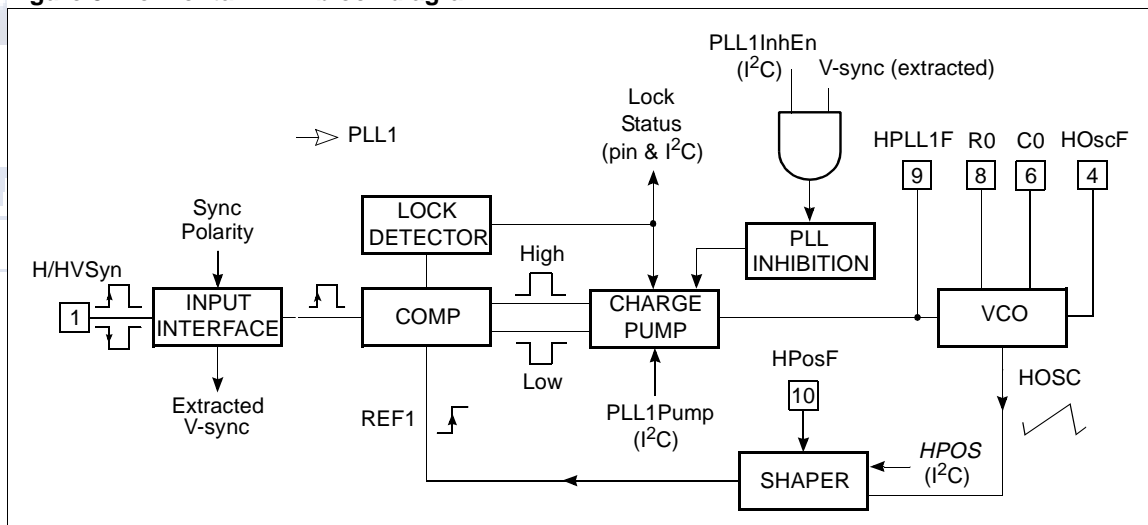 PLL1InhEn
(I²C)
V-sync (extracted)
Lock
Status
(pin & I²C)
PLL1
HPLL1F
R0
C0
HOscF
9
8
6
4
Sync
Polarity
LOCK
DETECTOR
High
PLL
INHIBITION
H/HVSyn
1
INPUT
INTERFACE
COMP
CHARGE
PUMP
VCO
Low
Extracted
V-sync
REF1
PLL1Pump
(I²C)
HPosF
10
HOSC
HPOS
(I²C)
SHAPER